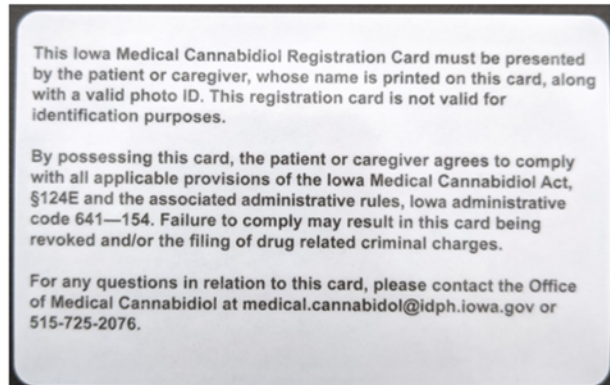 This Iowa Medical Cannabidiol Registration Card must be presented
by the patient or caregiver, whose name is printed on this card, along
with a valid photo ID. This registration card is not valid for
identification purposes.
By possessing this card, the patient or caregiver agrees to comply
with all applicable provisions of the Iowa Medical Cannabidiol Act,
§124E and the associated administrative rules, Iowa administrative
code 641—154. Failure to comply may result in this card being
revoked and/or the filing of drug related criminal charges.
For any questions in relation to this card, please contact the Office
of Medical Cannabidiol at medical.cannabidol@idph.iowa.gov or
515-725-2076.